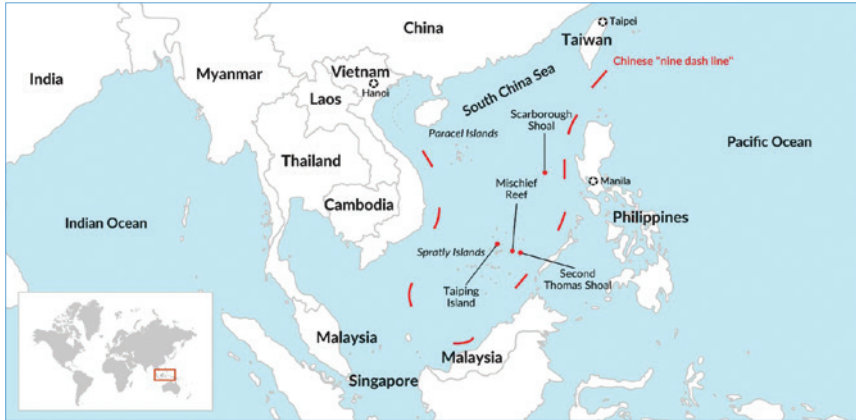 China
Taipei
Taiwan
Chinese "nine dash line"
India
Myanmar
Vietnam
Hanoi
Laos
South China Sea
Scarborough
Shoal
Paracel Islands
Pacific Ocean
Thailand
Mischief
Reef
Manila
Cambodia
Indian Ocean
Philippines
Spratly Islands
Taiping
Island
Second
Thomas Shoal
Malaysia
Malaysia
Singapore